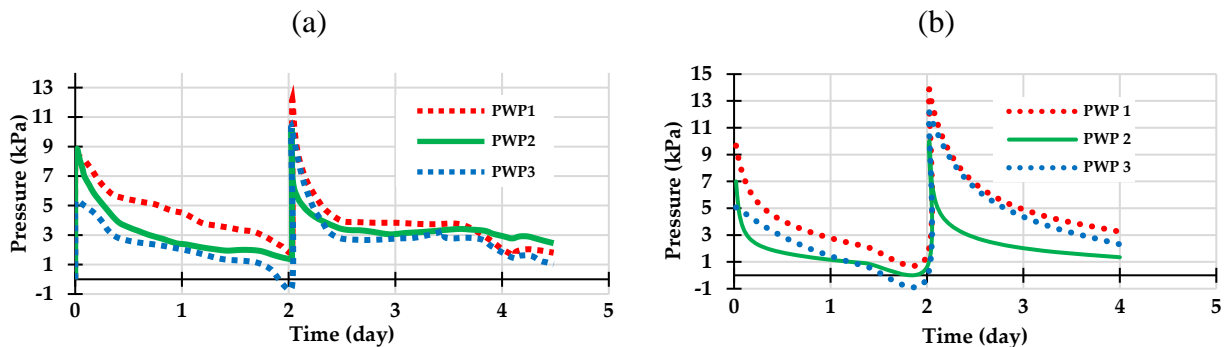 (a)
13
11
9
7
5
3
1
-1
Pressure (kPa)
PWP1
PWP2
PWP3
0 1 2 3 4 5
Time (day)
(b)
15
13
11
9
7
5
3
1
-1
Pressure (kPa)
PWP 1
PWP 2
PWP 3
0 1 2 3 4 5
Time (day)